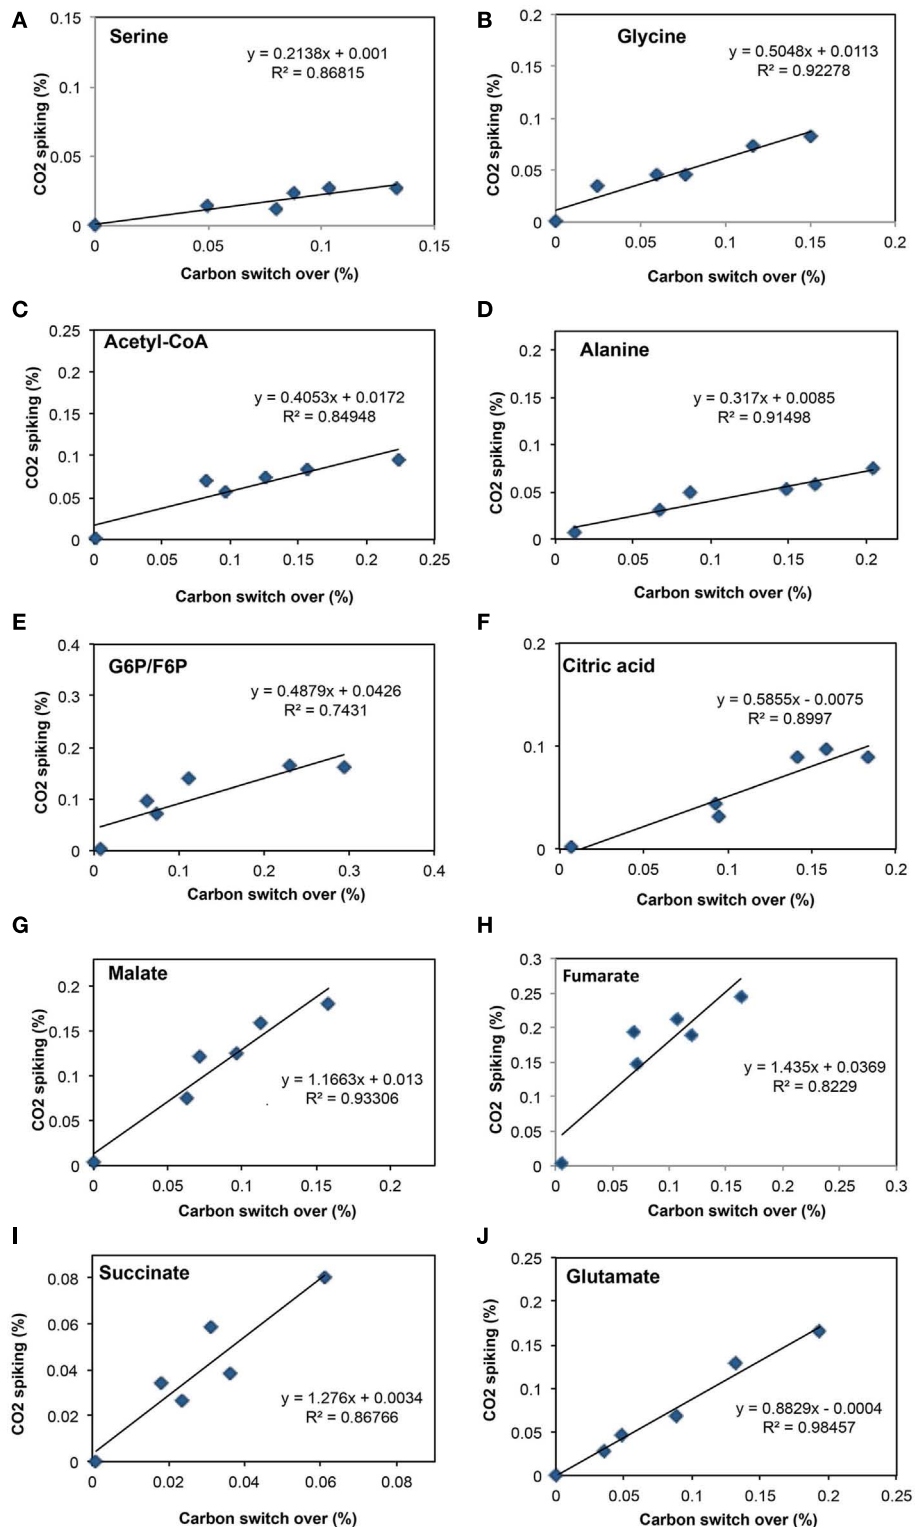 A
Serine
y = 0.2138x + 0.001
R² = 0.86815
0.15
0.1
0.05
0
CO2 spiking (%)
0 0.05 0.1 0.15
Carbon switch over (%)
B
Glycine
y = 0.5048x + 0.0113
R² = 0.92278
0.2
0.15
0.1
0.05
0
CO2 spiking (%)
0 0.05 0.1 0.15 0.2
Carbon switch over (%)
C
Acetyl-CoA
y = 0.4053x + 0.0172
R² = 0.84948
0.25
0.2
0.15
0.1
0.05
0
CO2 spiking (%)
0 0.05 0.1 0.15 0.2 0.25
Carbon switch over (%)
D
Alanine
y = 0.317x + 0.0085
R² = 0.91498
0.2
0.15
0.1
0.05
0
CO2 spiking (%)
0 0.05 0.1 0.15 0.2
Carbon switch over (%)
E
G6P/F6P
y = 0.4879x + 0.0426
R² = 0.7431
0.4
0.3
0.2
0.1
0
CO2 spiking (%)
0 0.1 0.2 0.3 0.4
Carbon switch over (%)
F
Citric acid
y = 0.5855x - 0.0075
R² = 0.8997
0.2
0.1
0
CO2 spiking (%)
0 0.05 0.1 0.15 0.2
Carbon switch over (%)
G
Malate
y = 1.1663x + 0.013
R² = 0.93306
0.2
0.15
0.1
0.05
0
CO2 spiking (%)
0 0.05 0.1 0.15 0.2
Carbon switch over (%)
H
Fumarate
y = 1.435x + 0.0369
R² = 0.8229
0.3
0.25
0.2
0.15
0.1
0.05
0
CO2 Spiking (%)
0 0.05 0.1 0.15 0.2 0.25 0.3
Carbon switch over (%)
I
Succinate
y = 1.276x + 0.0034
R² = 0.86766
0.08
0.06
0.04
0.02
0
CO2 spiking (%)
0 0.02 0.04 0.06 0.08
Carbon switch over (%)
J
Glutamate
y = 0.8829x - 0.0004
R² = 0.98457
0.25
0.2
0.15
0.1
0.05
0
CO2 spiking (%)
0 0.05 0.1 0.15 0.2 0.25
Carbon switch over (%)